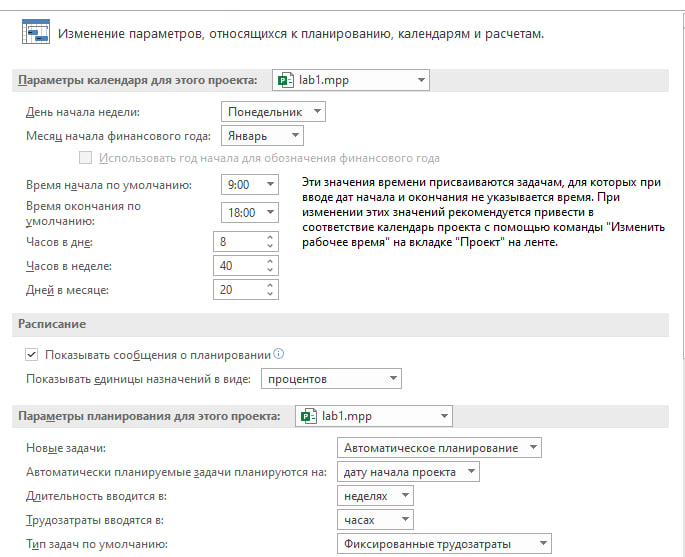 Изменение параметров, относящихся к планированию, календарям и расчетам.
Параметры календаря для этого проекта: lab1.mpp
День начала недели: Понедельник
Месяц начала финансового года: Январь
Использовать год начала для обозначения финансового года
Время начала по умолчанию: 9:00
Время окончания по умолчанию: 18:00
Часов в дне: 8
Часов в неделе: 40
Дней в месяце: 20
Эти значения времени присваиваются задачам, для которых при
вводе дат начала и окончания не указывается время. При
изменении этих значений рекомендуется привести в
соответствие календарь проекта с помощью команды "Изменить
рабочее время" на вкладке "Проект" на ленте.
Расписание
Показывать сообщения о планировании
Показывать единицы назначений в виде: процентов
Параметры планирования для этого проекта: lab1.mpp
Новые задачи: Автоматическое планирование
Автоматически планируемые задачи планируются на: дату начала проекта
Длительность вводится в: неделях
Трудозатраты вводятся в: часах
Тип задач по умолчанию: Фиксированные трудозатраты